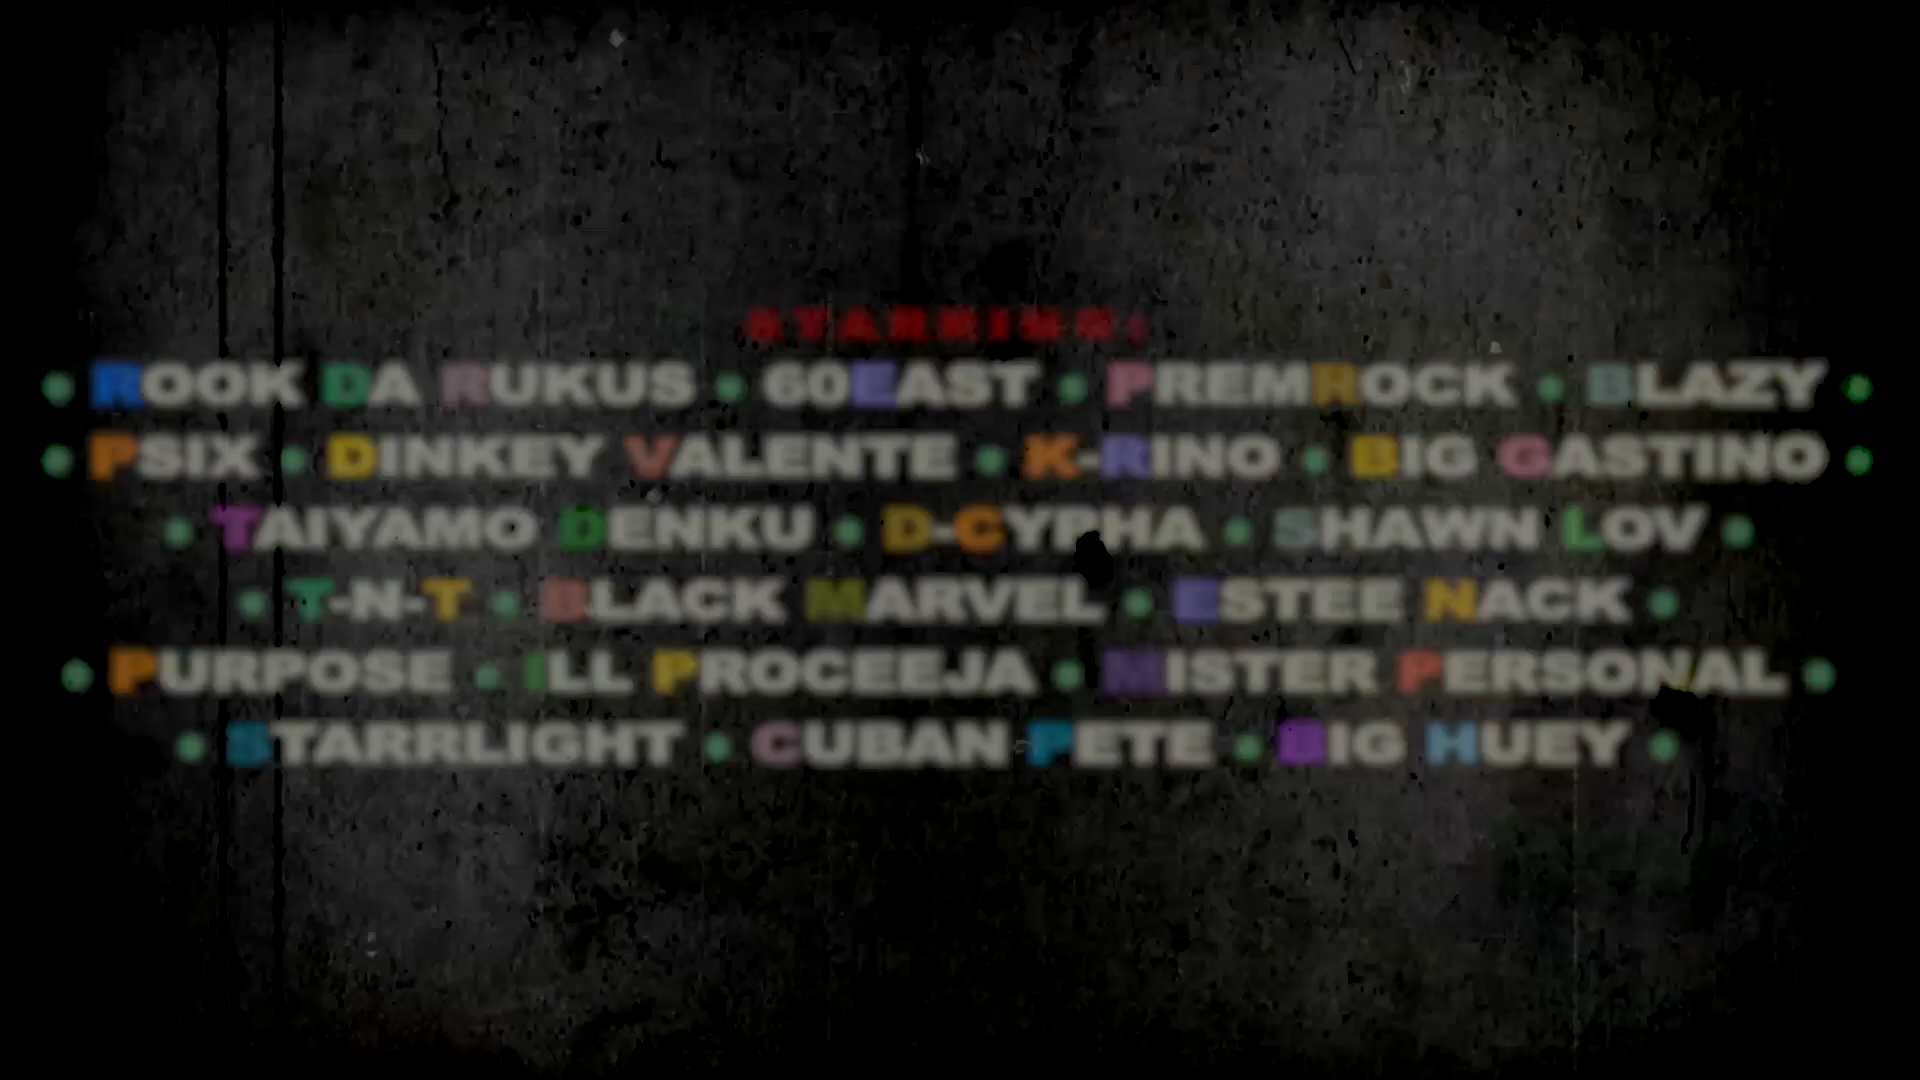 STARRING:
• ROOK DA RUKUS • 60EAST • PREMROCK • BLAZY •
• PSIX • DINKEY VALENTE • K-RINO • BIG GASTINO •
• TAIYAMO DENKU • D-CYPHA • SHAWN LOV •
• T-N-T • BLACK MARVEL • ESTEE NACK •
• PURPOSE • ILL PROCEEJA • MISTER PERSONAL •
• STARRLIGHT • CUBAN PETE • BIG HUEY •